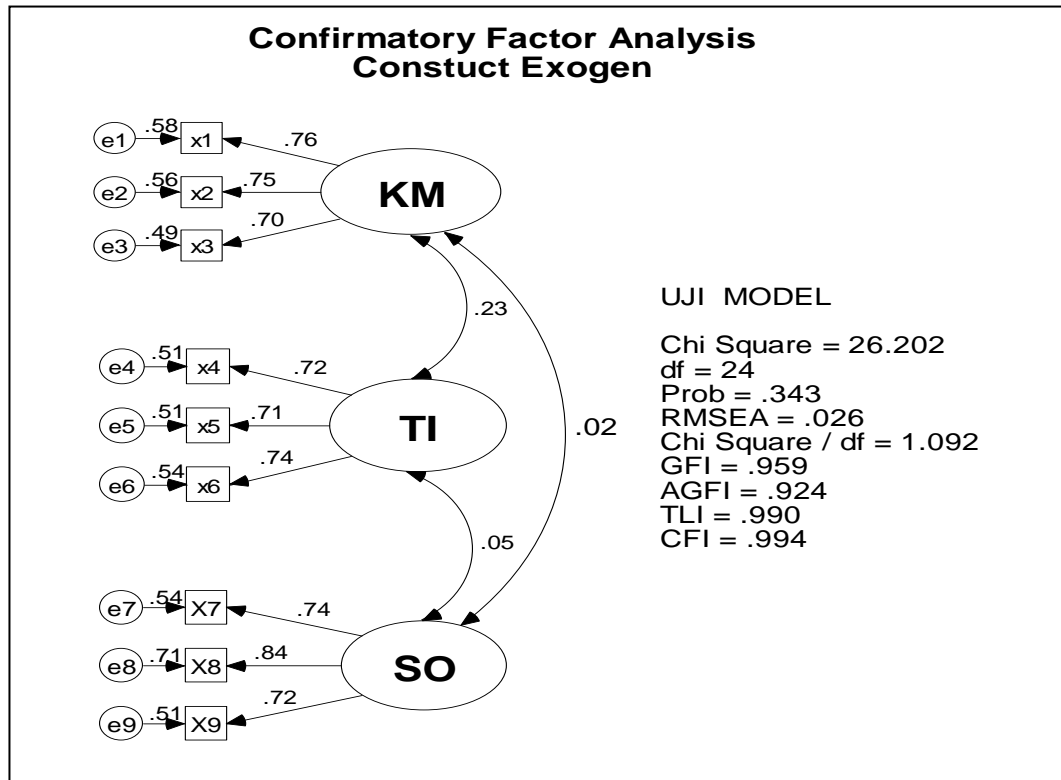 Confirmatory Factor Analysis
Constuct Exogen
e1 .58 x1 .76
KM
e2 .56 x2 .75
e3 .49 x3 .70
.23
e4 .51 x4 .72
TI
e5 .51 x5 .71
e6 .54 x6 .74
.02
.05
e7 .54 X7 .74
SO
e8 .71 X8 .84
e9 .51 X9 .72
UJI MODEL
Chi Square = 26.202
df = 24
Prob = .343
RMSEA = .026
Chi Square / df = 1.092
GFI = .959
AGFI = .924
TLI = .990
CFI = .994